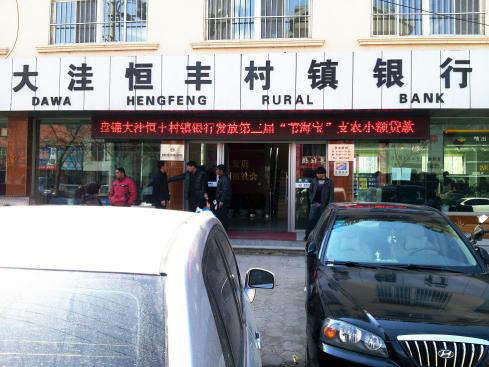 大洼恒丰村镇银行
DAWA HENGFENG RURAL BANK
盘锦大洼恒丰村镇银行发放第二届“苇海宝”支农小额贷款